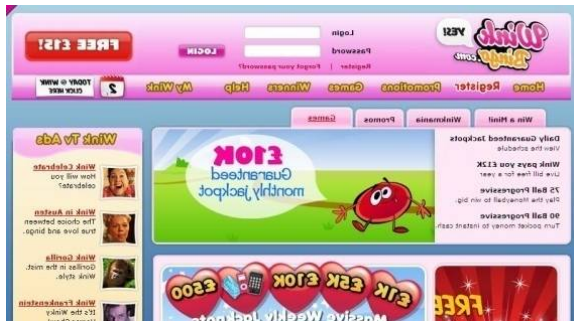 Wink
Bingo.com
YES!
Login
Password
LOGIN
Register | Forgot your password?
FREE £15!
Home Register Promotions Games Winners Help My Wink
TODAY @ WINK
CLICK HERE
2
Win a Mini! Winkmania Promos Games
Daily Guaranteed Jackpots
View the schedule
Wink pays you £12K
Live bill free for a year
75 Ball Progressive
Play the Moneyball to win big.
90 Ball Progressive
Turn pocket money to instant cash.
£10K
Guaranteed
monthly jackpot
Wink Tv Ads
Wink Celebrate
How will you
celebrate?
Wink in Austen
The choice between
true love and bingo.
Wink Gorilla
Gorillas in the mist.
Wink style.
Wink Frankenstein
It's the Winky
FREE
£1K £5K £10K £500
Massive Weekly Jackpots